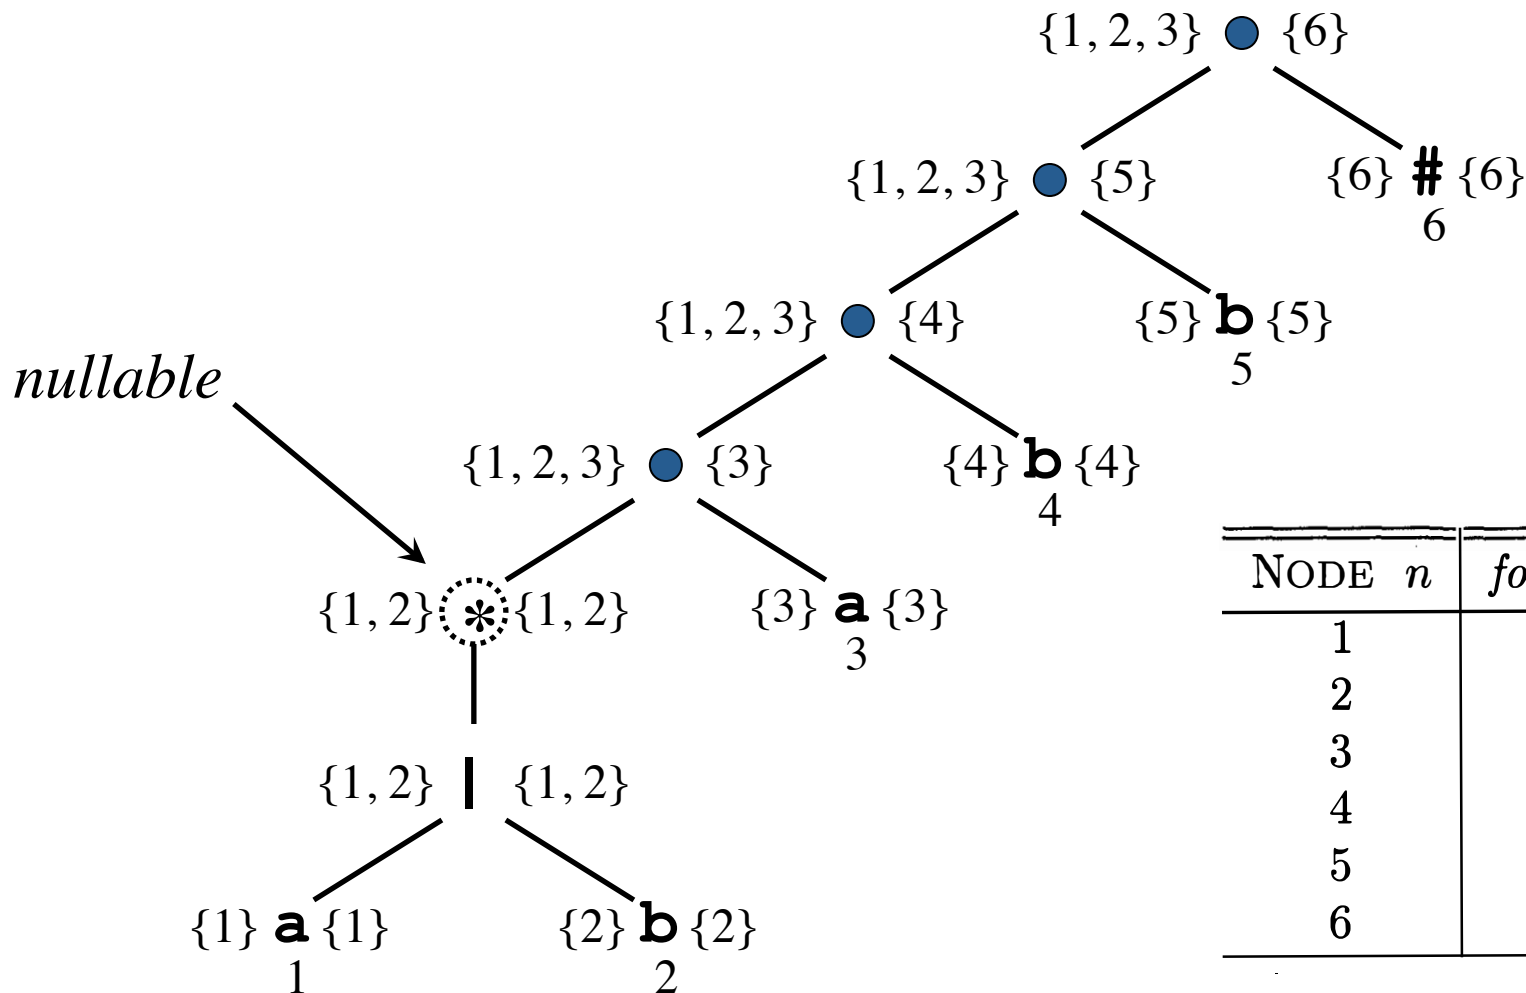 {1, 2, 3} {6}
{1, 2, 3} {5} {6} # {6}
6
{1, 2, 3} {4} {5} b {5}
5
nullable
{1, 2, 3} {3} {4} b {4}
4
{1, 2} * {1, 2} {3} a {3}
3
{1, 2} | {1, 2}
{1} a {1} {2} b {2}
1 2
NODE n fo
1
2
3
4
5
6